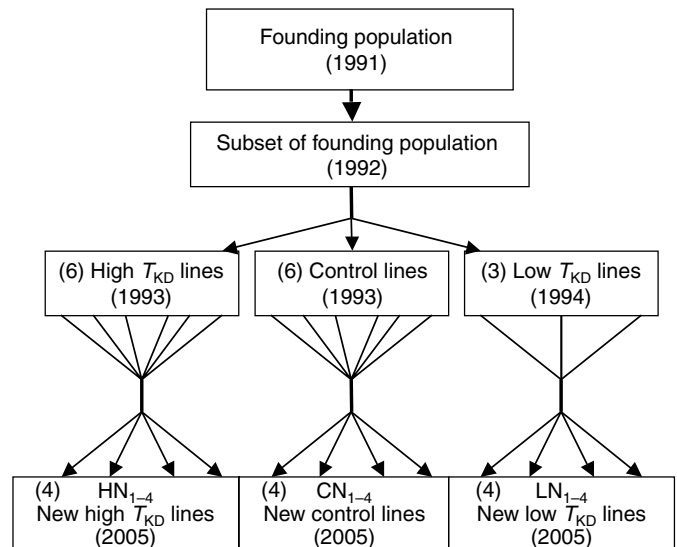 Founding population
(1991)
Subset of founding population
(1992)
(6) High T_KD lines
(1993)
(6) Control lines
(1993)
(3) Low T_KD lines
(1994)
(4) HN_1–4
New high T_KD lines
(2005)
(4) CN_1–4
New control lines
(2005)
(4) LN_1–4
New low T_KD lines
(2005)